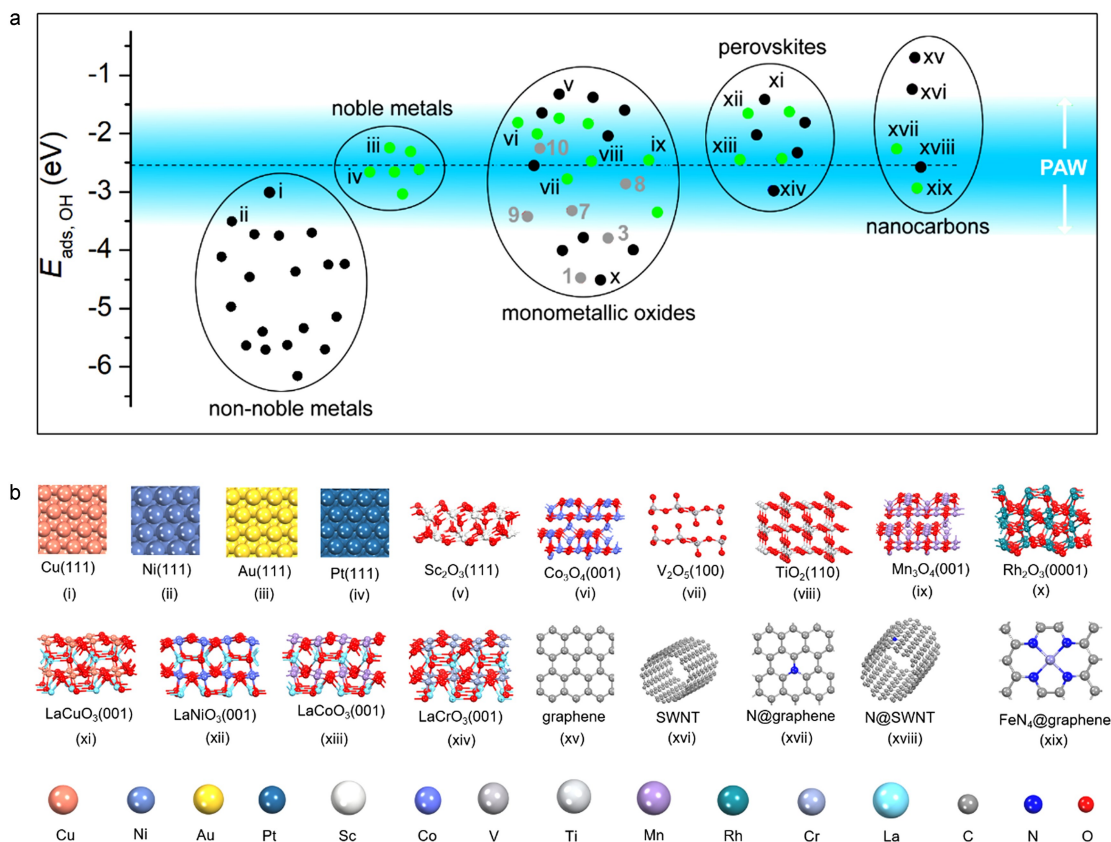 a
E_ads, OH (eV)
-1
-2
-3
-4
-5
-6
non-noble metals
i
ii
noble metals
iii
iv
monometallic oxides
v
vi
10
viii
ix
vii
8
9
7
3
1
x
perovskites
xi
xii
xiii
xiv
nanocarbons
xv
xvi
xvii
xviii
xix
PAW
b
Cu(111) Ni(111) Au(111) Pt(111) Sc₂O₃(111) Co₃O₄(001) V₂O₅(100) TiO₂(110) Mn₃O₄(001) Rh₂O₃(0001)
(i) (ii) (iii) (iv) (v) (vi) (vii) (viii) (ix) (x)
LaCuO₃(001) LaNiO₃(001) LaCoO₃(001) LaCrO₃(001) graphene SWNT N@graphene N@SWNT FeN₄@graphene
(xi) (xii) (xiii) (xiv) (xv) (xvi) (xvii) (xviii) (xix)
Cu Ni Au Pt Sc Co V Ti Mn Rh Cr La C N O